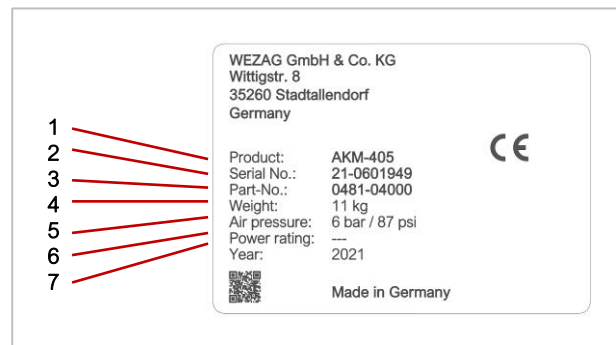 WEZAG GmbH & Co. KG
Wittigstr. 8
35260 Stadtallendorf
Germany
CE
1
2
3
4
5
6
7
Product: AKM-405
Serial No.: 21-0601949
Part-No.: 0481-04000
Weight: 11 kg
Air pressure: 6 bar / 87 psi
Power rating: ---
Year: 2021
Made in Germany